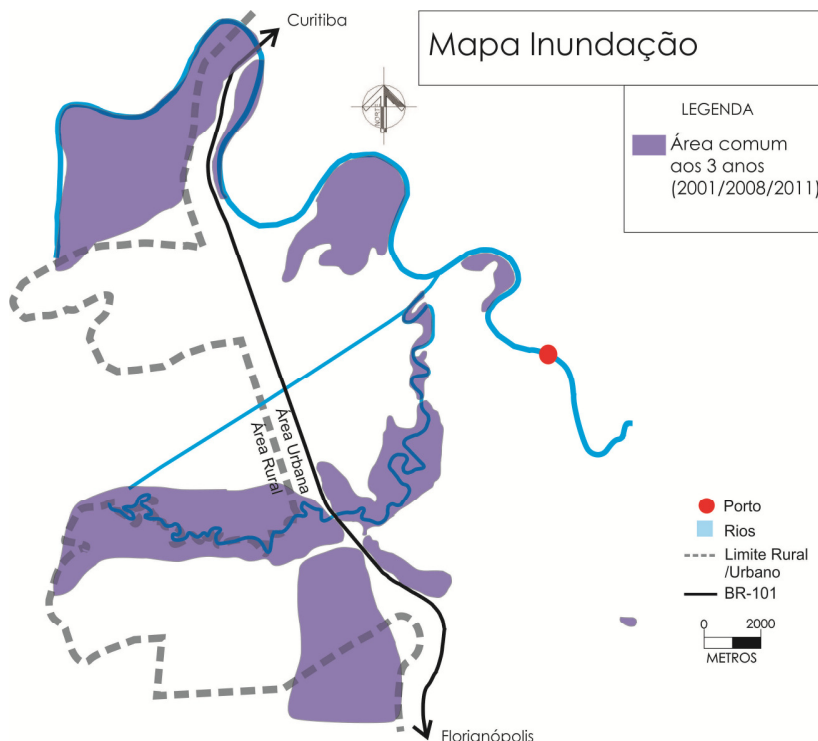 Curitiba
Mapa Inundação
NORTE
LEGENDA
Área comum
aos 3 anos
(2001/2008/2011)
Área Urbana
Área Rural
Porto
Rios
Limite Rural
/Urbano
BR-101
0 2000
METROS
Florianópolis